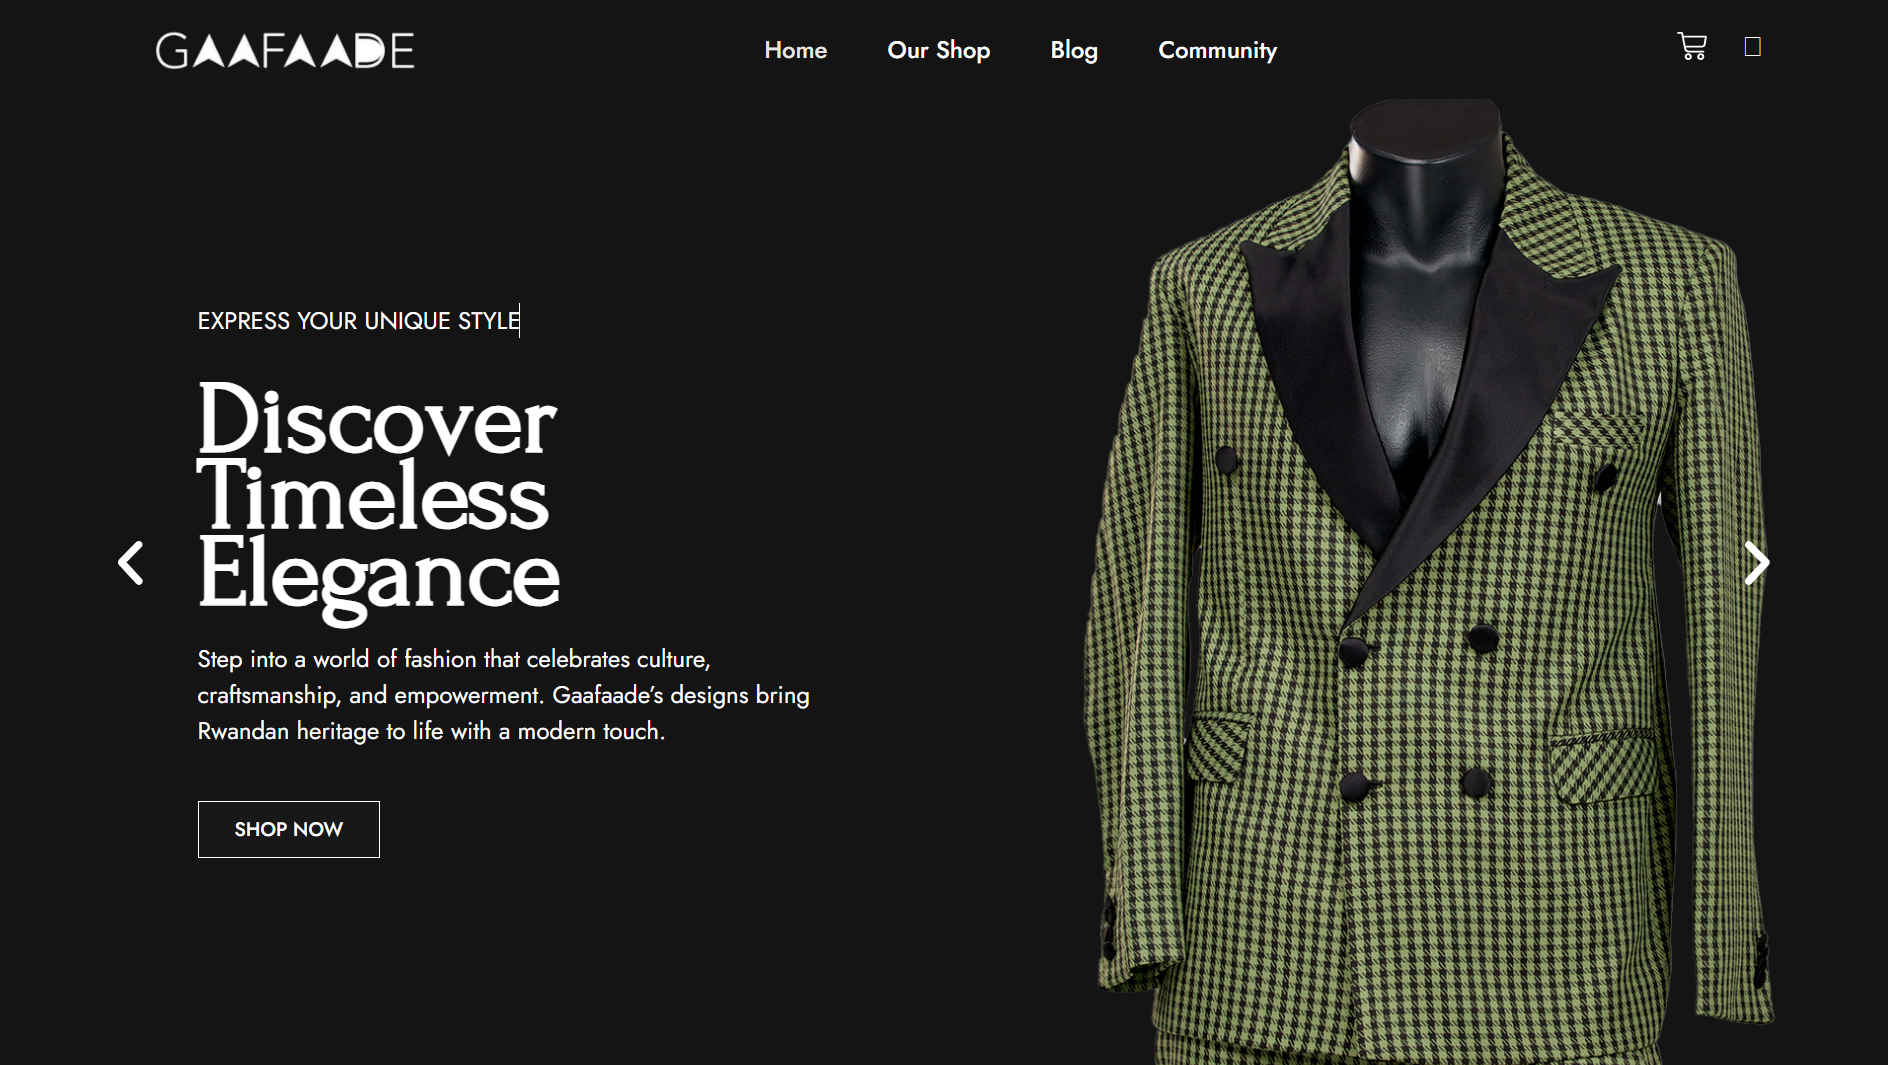 GAAFAADE
Home
Our Shop
Blog
Community
EXPRESS YOUR UNIQUE STYLE
Discover
Timeless
Elegance
Step into a world of fashion that celebrates culture,
craftsmanship, and empowerment. Gaafaade’s designs bring
Rwandan heritage to life with a modern touch.
SHOP NOW